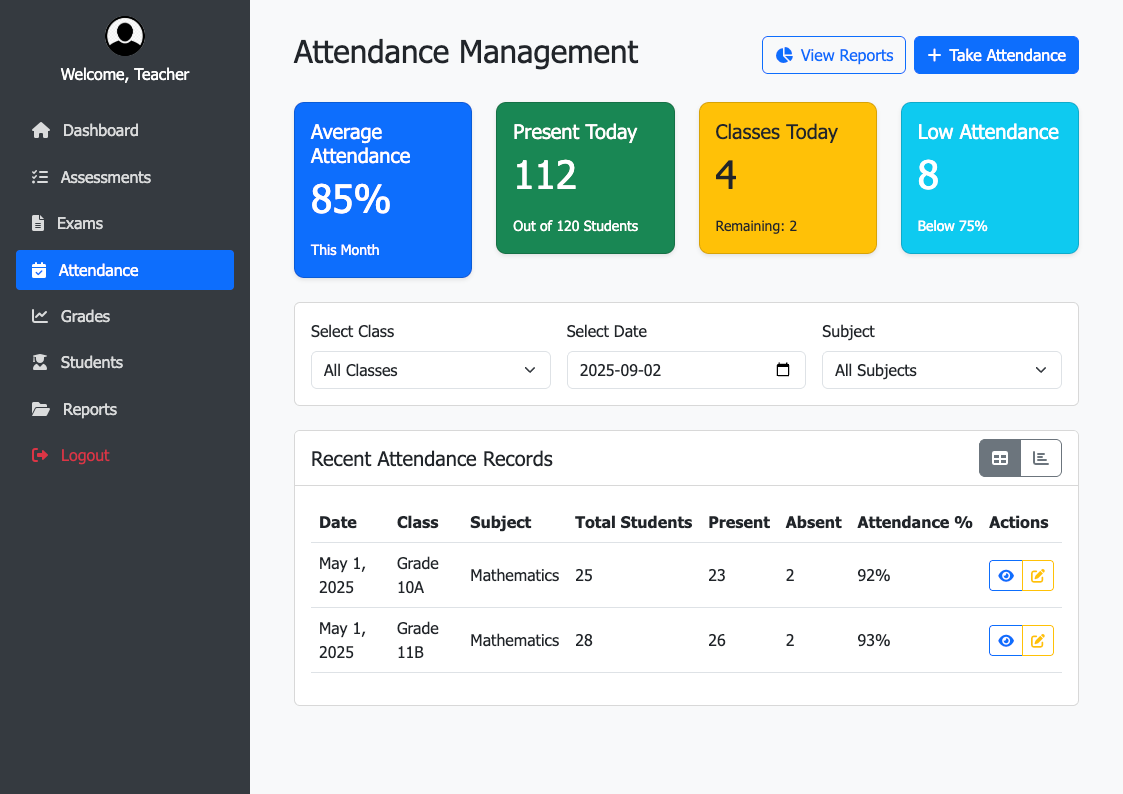 Welcome, Teacher
Dashboard
Assessments
Exams
Attendance
Grades
Students
Reports
Logout
Attendance Management
View Reports
Take Attendance
Average
Attendance
85%
This Month
Present Today
112
Out of 120 Students
Classes Today
4
Remaining: 2
Low Attendance
8
Below 75%
Select Class
All Classes
Select Date
2025-09-02
Subject
All Subjects
Recent Attendance Records
Date Class Subject Total Students Present Absent Attendance % Actions
May 1, 2025 Grade 10A Mathematics 25 23 2 92%
May 1, 2025 Grade 11B Mathematics 28 26 2 93%